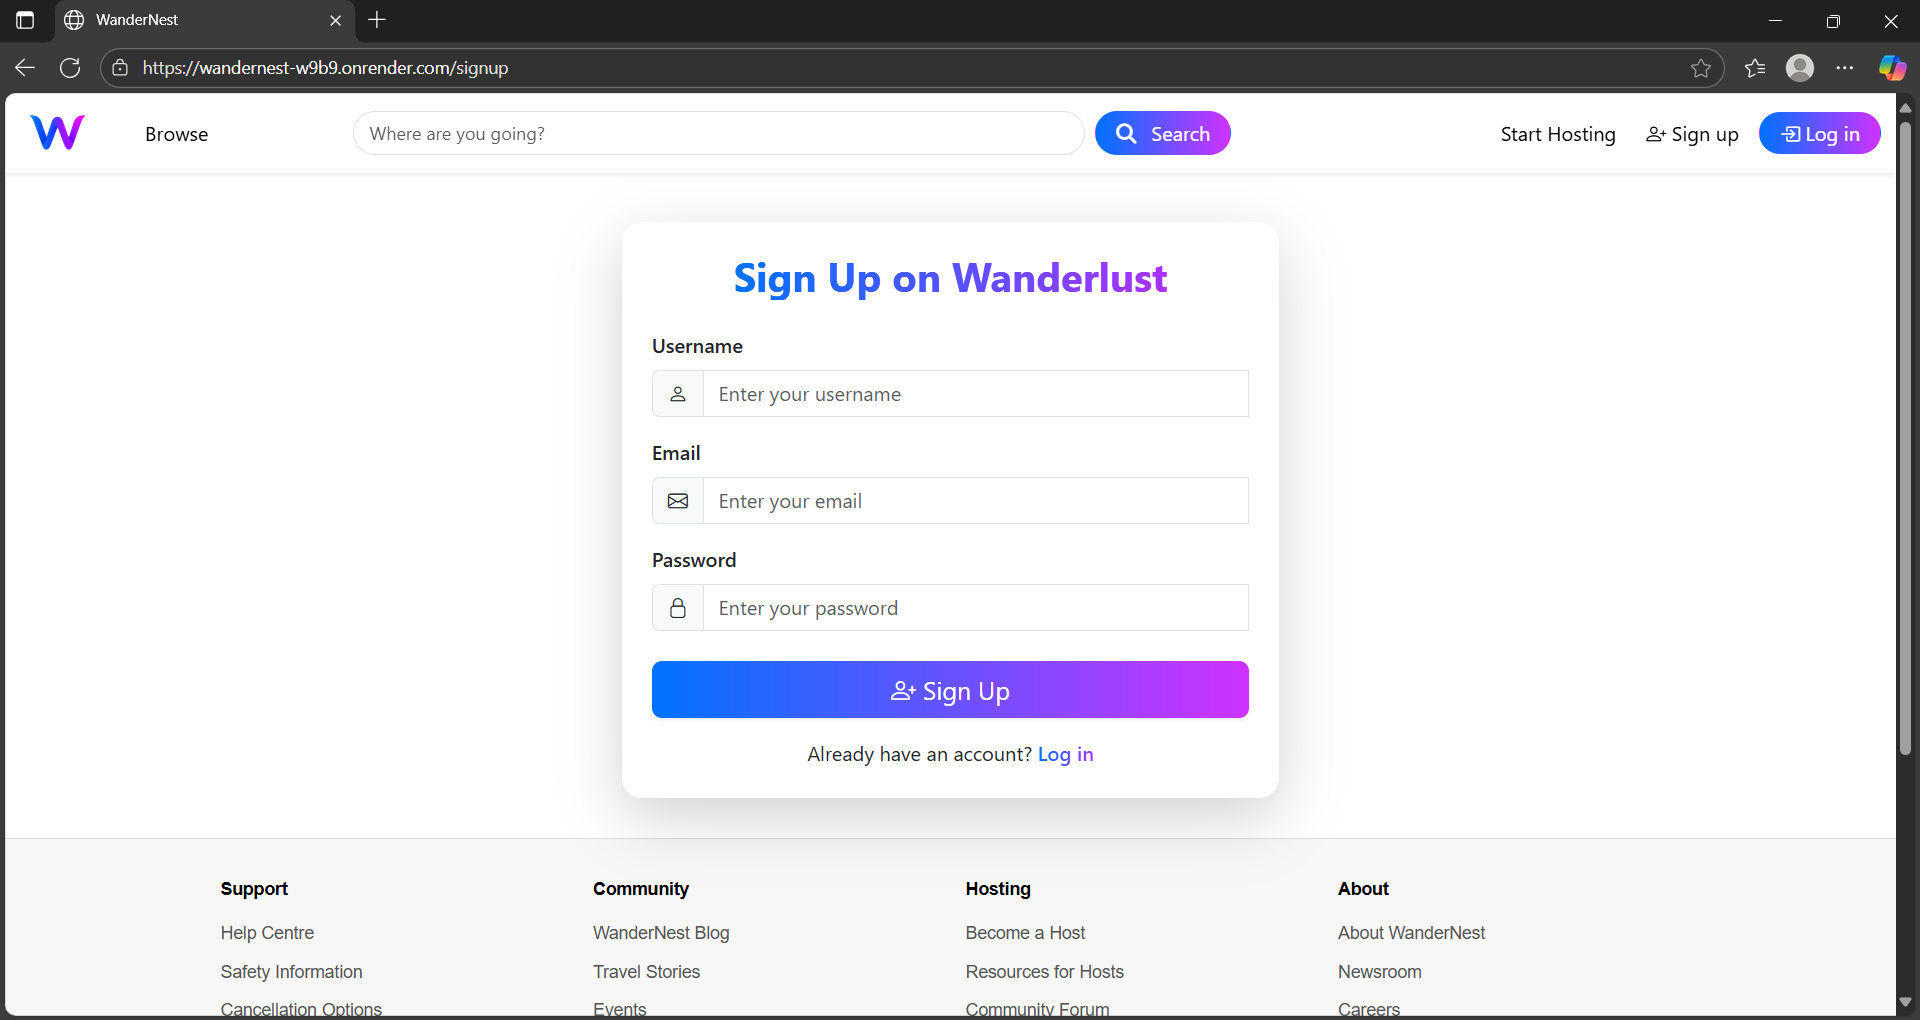 WanderNest
https://wandernest-w9b9.onrender.com/signup
W
Browse
Where are you going?
Search
Start Hosting
Sign up
Log in
Sign Up on Wanderlust
Username
Enter your username
Email
Enter your email
Password
Enter your password
Sign Up
Already have an account? Log in
Support
Community
Hosting
About
Help Centre
WanderNest Blog
Become a Host
About WanderNest
Safety Information
Travel Stories
Resources for Hosts
Newsroom
Cancellation Options
Events
Community Forum
Careers